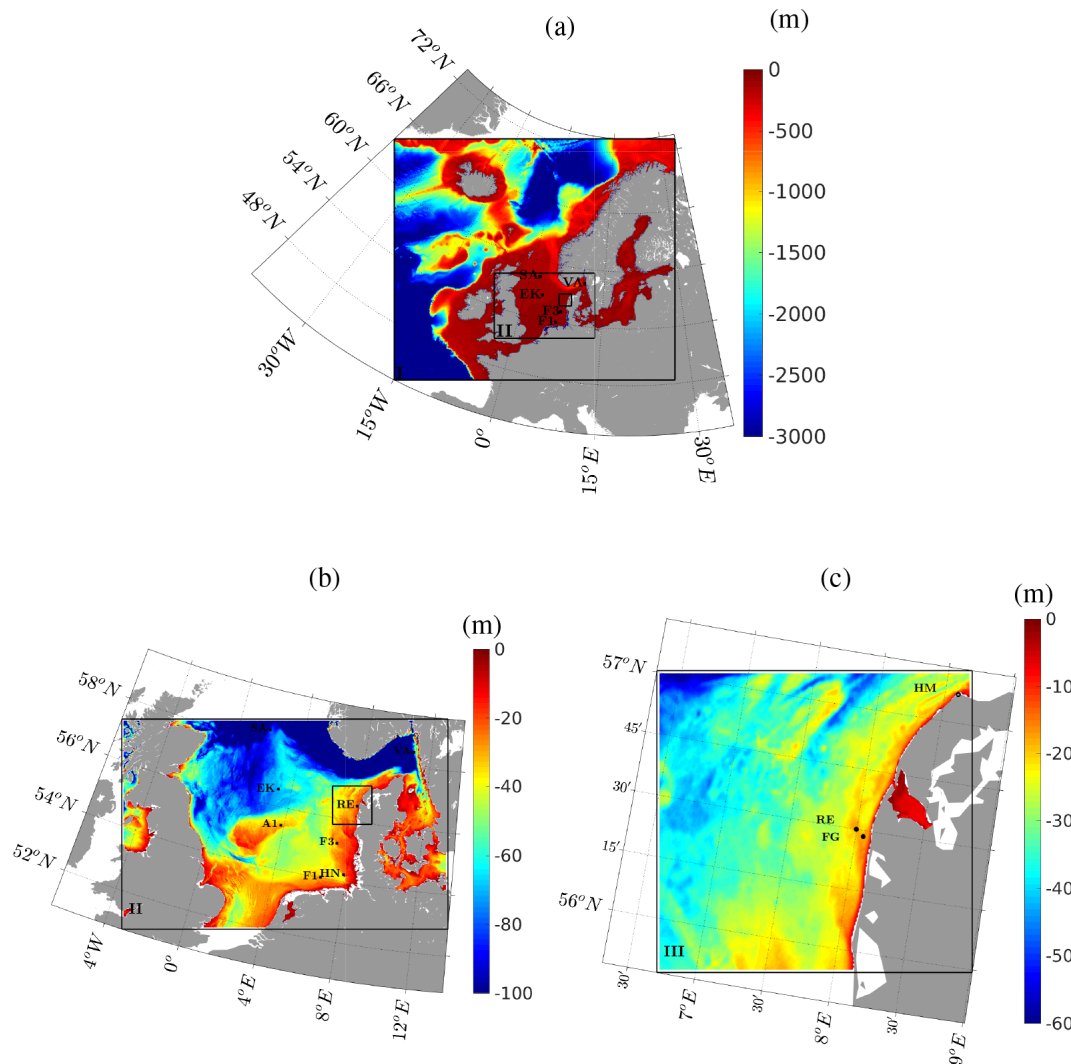 (a)
(m)
72°N
66°N
60°N
54°N
48°N
30°W
15°W
0°
15°E
30°E
SA
EK
VA
F3
F1
II
I
0
-500
-1000
-1500
-2000
-2500
-3000
(b)
(m)
58°N
56°N
54°N
52°N
4°W
0°
4°E
8°E
12°E
SA
VA
EK
RE
A1
F3
F1
HN
II
0
-20
-40
-60
-80
-100
(c)
(m)
57°N
45′
30′
15′
56°N
30′
7°E
30′
8°E
30′
9°E
HM
RE
FG
III
0
-10
-20
-30
-40
-50
-60